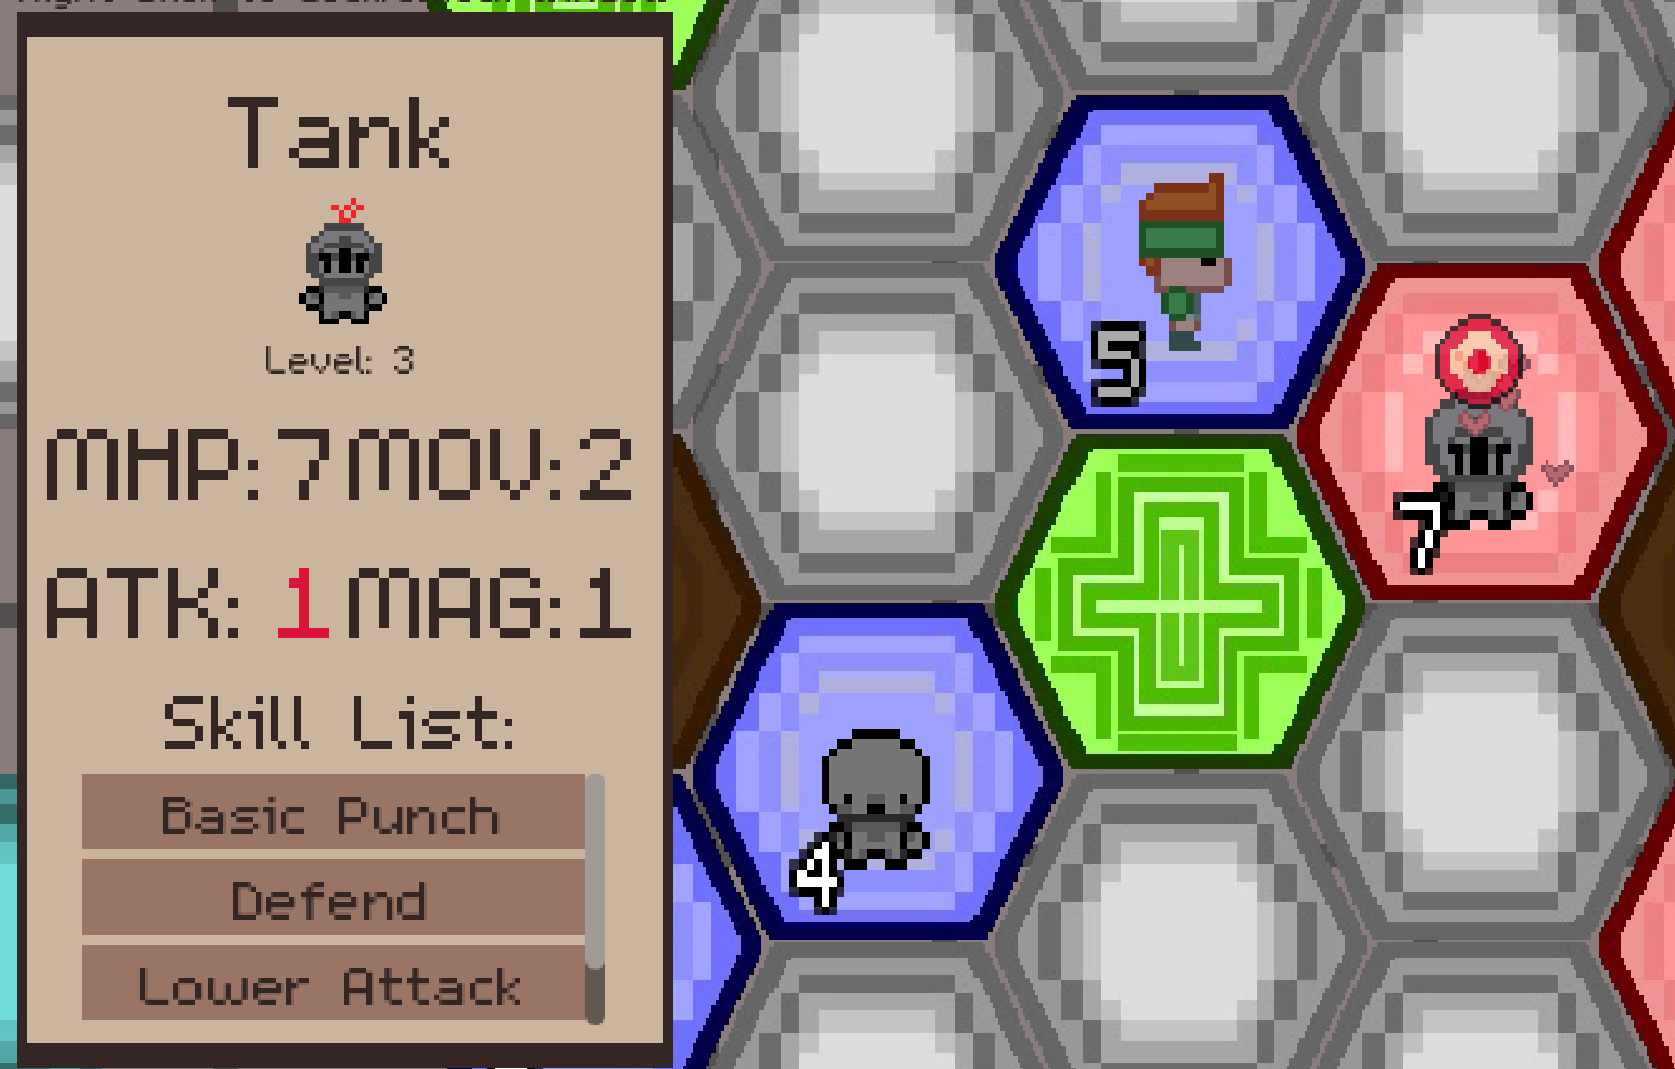 Tank
Level: 3
MHP: 7 MOV: 2
ATK: 1 MAG: 1
Skill List:
Basic Punch
Defend
Lower Attack
5
7
4